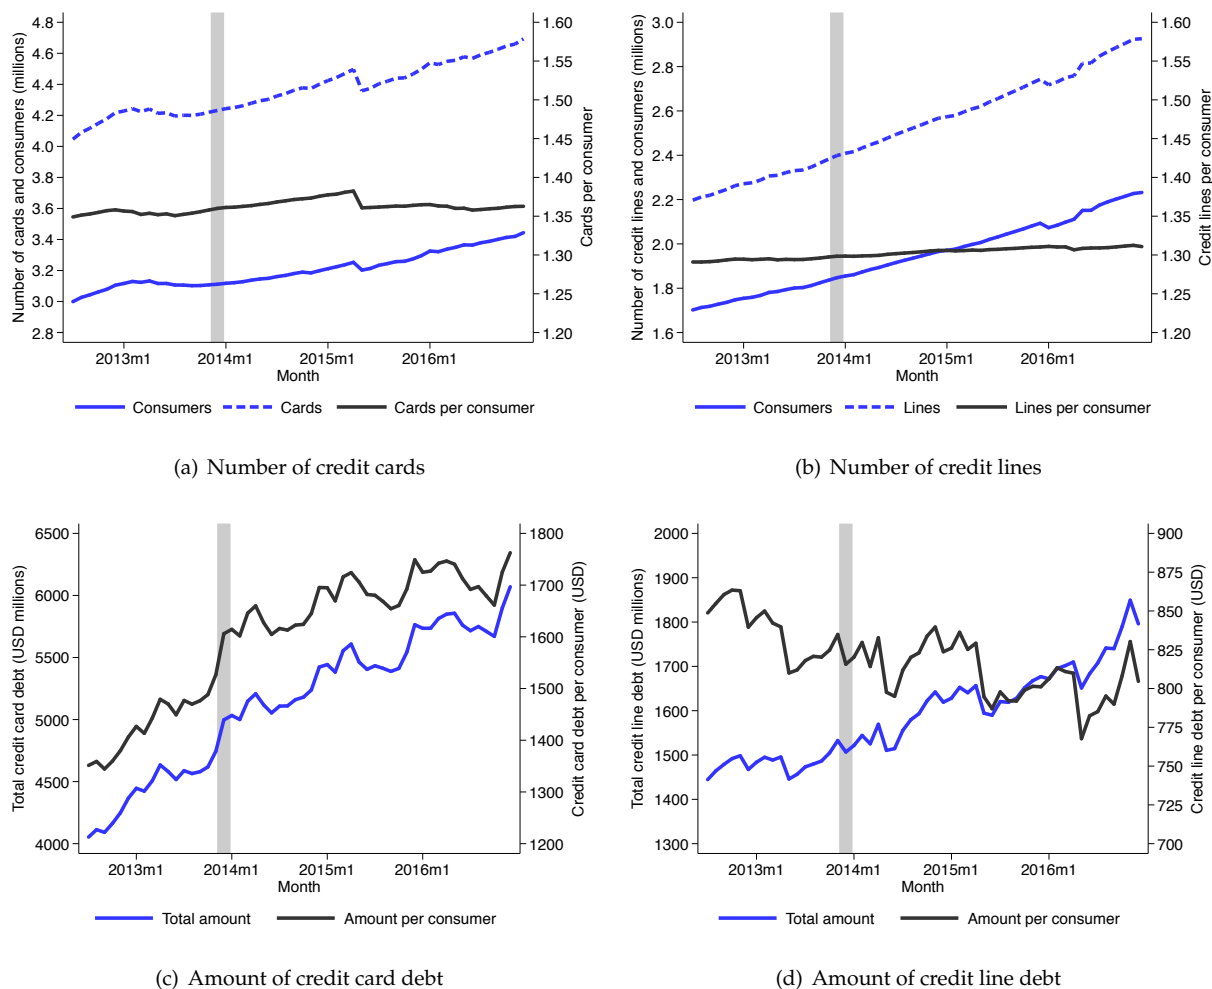 Number of cards and consumers (millions)
4.8
4.6
4.4
4.2
4.0
3.8
3.6
3.4
3.2
3.0
2.8
1.60
1.55
1.50
1.45
1.40
1.35
1.30
1.25
1.20
Cards per consumer
2013m1 2014m1 2015m1 2016m1
Month
Consumers Cards Cards per consumer
(a) Number of credit cards
Number of credit lines and consumers (millions)
3.0
2.8
2.6
2.4
2.2
2.0
1.8
1.6
1.60
1.55
1.50
1.45
1.40
1.35
1.30
1.25
1.20
Credit lines per consumer
2013m1 2014m1 2015m1 2016m1
Month
Consumers Lines Lines per consumer
(b) Number of credit lines
Total credit card debt (USD millions)
6500
6000
5500
5000
4500
4000
1800
1700
1600
1500
1400
1300
1200
Credit card debt per consumer (USD)
2013m1 2014m1 2015m1 2016m1
Month
Total amount Amount per consumer
(c) Amount of credit card debt
Total credit line debt (USD millions)
2000
1900
1800
1700
1600
1500
1400
1300
900
875
850
825
800
775
750
725
700
Credit line debt per consumer (USD)
2013m1 2014m1 2015m1 2016m1
Month
Total amount Amount per consumer
(d) Amount of credit line debt